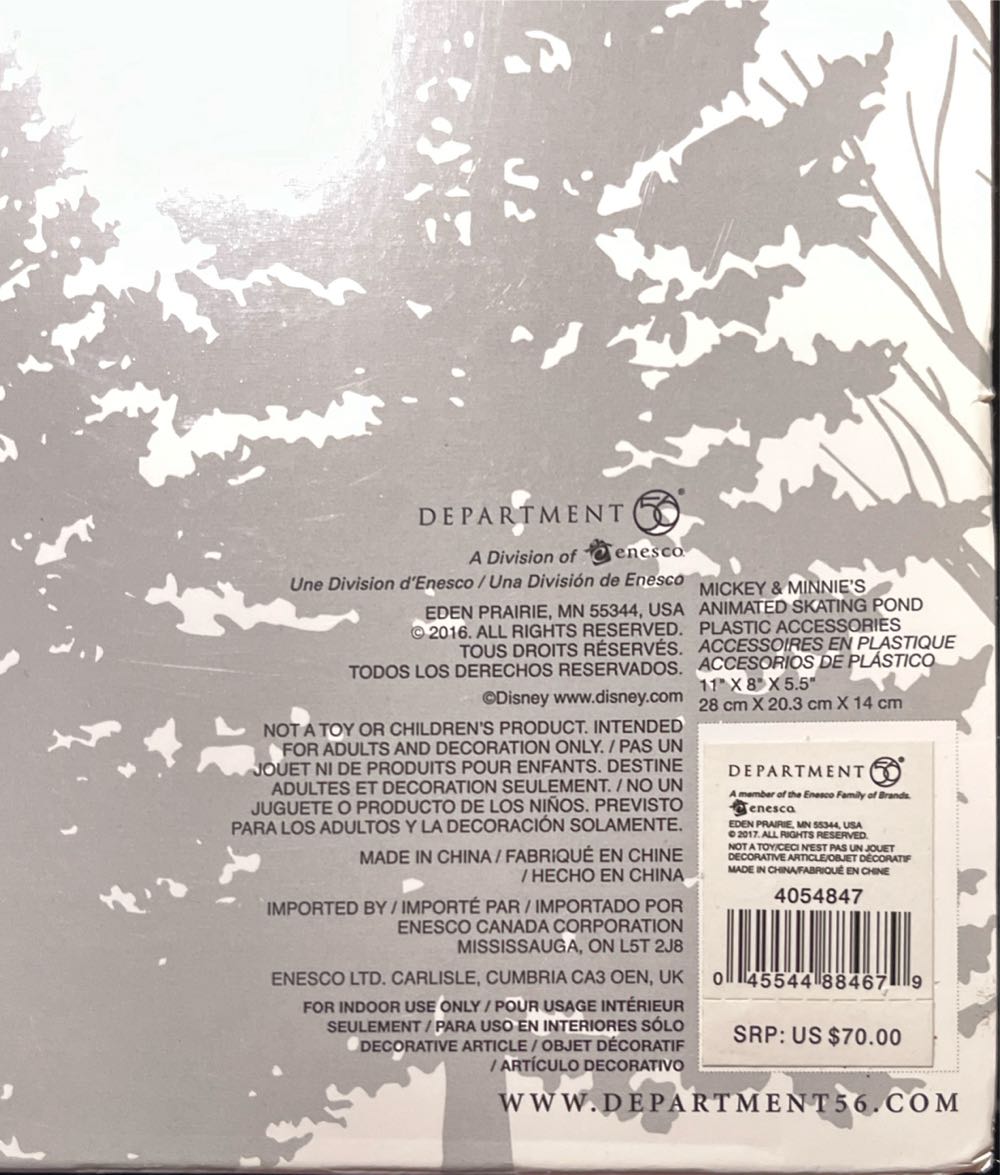 DEPARTMENT 56®
A Division of enesco
Une Division d'Enesco / Una División de Enesco
EDEN PRAIRIE, MN 55344, USA
© 2016. ALL RIGHTS RESERVED.
TOUS DROITS RÉSERVÉS.
TODOS LOS DERECHOS RESERVADOS.
©Disney www.disney.com
NOT A TOY OR CHILDREN'S PRODUCT. INTENDED
FOR ADULTS AND DECORATION ONLY. / PAS UN
JOUET NI DE PRODUITS POUR ENFANTS. DESTINE
ADULTES ET DECORATION SEULEMENT. / NO UN
JUGUETE O PRODUCTO DE LOS NIÑOS. PREVISTO
PARA LOS ADULTOS Y LA DECORACIÓN SOLAMENTE.
MADE IN CHINA / FABRIQUÉ EN CHINE
/ HECHO EN CHINA
IMPORTED BY / IMPORTÉ PAR / IMPORTADO POR
ENESCO CANADA CORPORATION
MISSISSAUGA, ON L5T 2J8
ENESCO LTD. CARLISLE, CUMBRIA CA3 OEN, UK
FOR INDOOR USE ONLY / POUR USAGE INTÉRIEUR
SEULEMENT / PARA USO EN INTERIORES SÓLO
DECORATIVE ARTICLE / OBJET DÉCORATIF
/ ARTÍCULO DECORATIVO
MICKEY & MINNIE'S
ANIMATED SKATING POND
PLASTIC ACCESSORIES
ACCESSOIRES EN PLASTIQUE
ACCESORIOS DE PLÁSTICO
11" X 8" X 5.5"
28 cm X 20.3 cm X 14 cm
DEPARTMENT 56®
A member of the Enesco Family of Brands.
enesco
EDEN PRAIRIE, MN 55344, USA
© 2017. ALL RIGHTS RESERVED.
NOT A TOY/CECI N'EST PAS UN JOUET
DECORATIVE ARTICLE/OBJET DÉCORATIF
MADE IN CHINA/FABRIQUÉ EN CHINE
4054847
0 45544 88467 9
SRP: US $70.00
WWW.DEPARTMENT56.COM